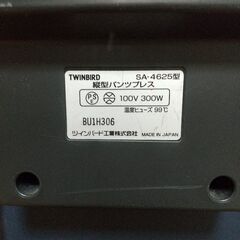 TWINBIRD SA-4625型
縦型パンツプレス
PS E 100V 300W
温度ヒューズ 99℃
BU1H306
ツインバード工業株式会社 MADE IN JAPAN